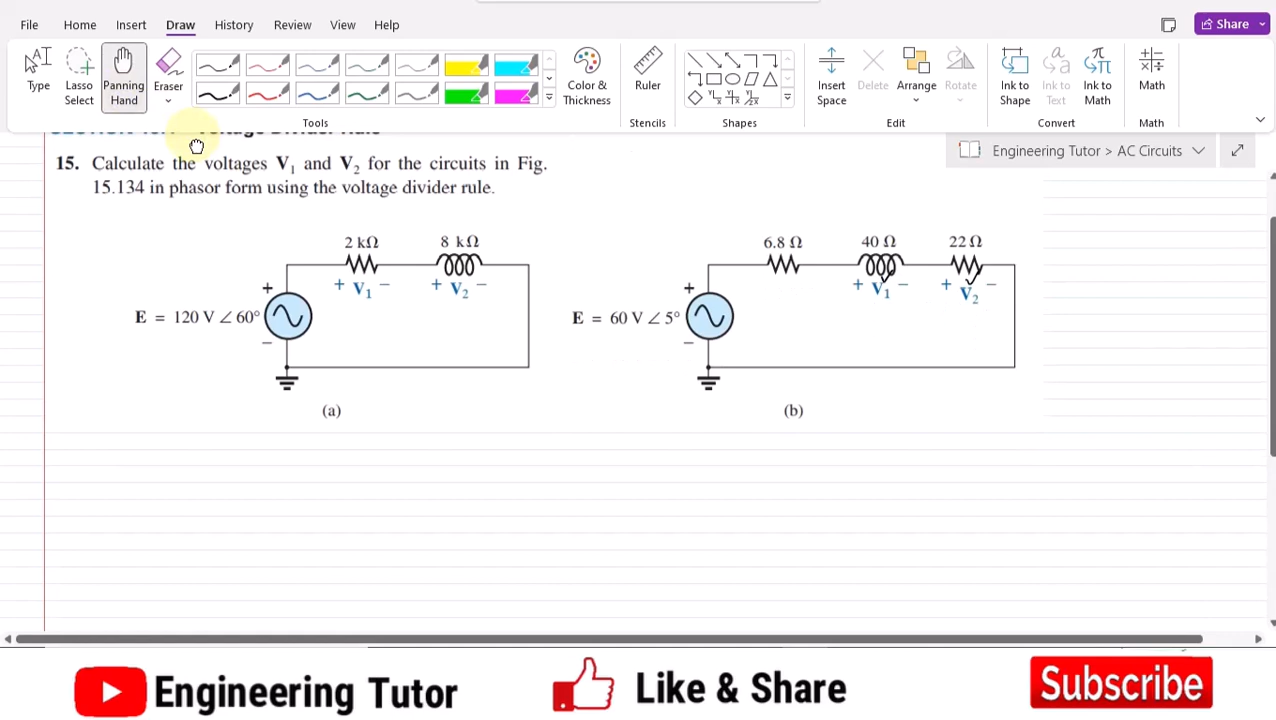 File Home Insert Draw History Review View Help
Share
Type
Lasso Select
Panning Hand
Eraser
Color & Thickness
Ruler
Insert Space
Delete
Arrange
Rotate
Ink to Shape
Ink to Text
Ink to Math
Math
Tools Stencils Shapes Edit Convert Math
Voltage Divider Rule
Engineering Tutor > AC Circuits
15. Calculate the voltages V1 and V2 for the circuits in Fig.
15.134 in phasor form using the voltage divider rule.
2 kΩ 8 kΩ
+ V1 − + V2 −
+
E = 120 V ∠ 60°
−
(a)
6.8 Ω 40 Ω 22 Ω
+ V1 − + V2 −
+
E = 60 V ∠ 5°
−
(b)
Engineering Tutor
Like & Share
Subscribe